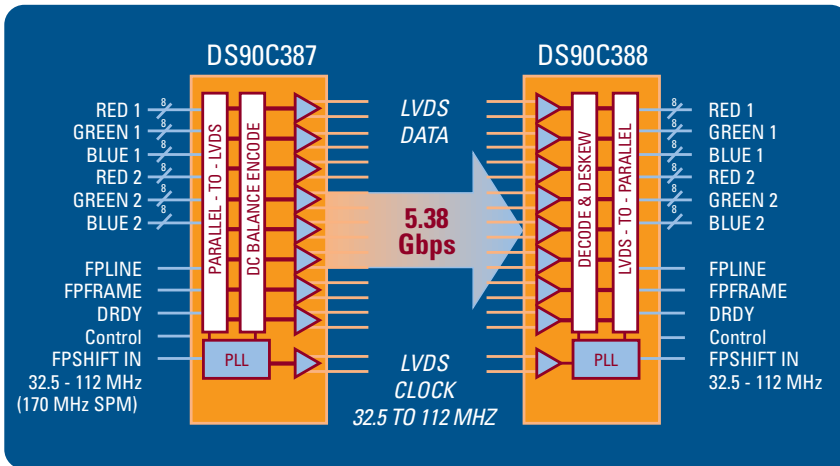 DS90C387
DS90C388
RED 1
8
GREEN 1
8
BLUE 1
8
RED 2
8
GREEN 2
8
BLUE 2
8
FPLINE
FPFRAME
DRDY
Control
FPSHIFT IN
32.5 - 112 MHz
(170 MHz SPM)
PARALLEL - TO - LVDS
DC BALANCE ENCODE
PLL
LVDS
DATA
5.38
Gbps
LVDS
CLOCK
32.5 TO 112 MHZ
DECODE & DESKEW
LVDS - TO - PARALLEL
PLL
8
RED 1
8
GREEN 1
8
BLUE 1
8
RED 2
8
GREEN 2
8
BLUE 2
FPLINE
FPFRAME
DRDY
Control
FPSHIFT IN
32.5 - 112 MHz